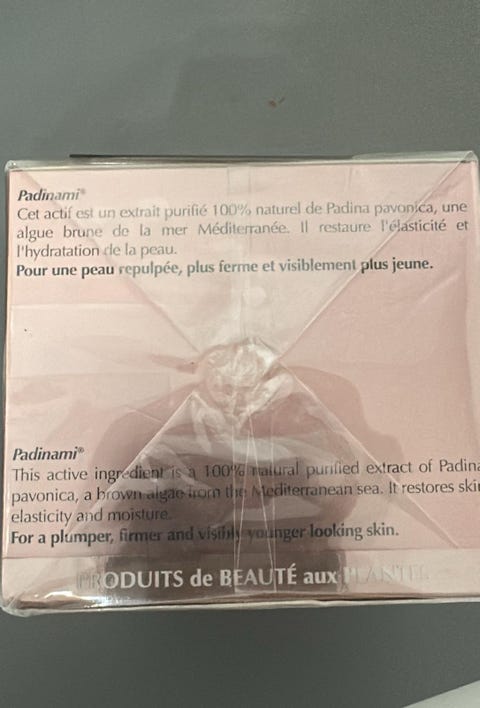 Padinami®
Cet actif est un extrait purifié 100% naturel de Padina pavonica, une
algue brune de la mer Méditerranée. Il restaure l'élasticité et
l'hydratation de la peau.
Pour une peau repulpée, plus ferme et visiblement plus jeune.
Padinami®
This active ingredient is a 100% natural purified extract of Padina
pavonica, a brown algae from the Mediterranean sea. It restores skin
elasticity and moisture.
For a plumper, firmer and visibly younger looking skin.
PRODUITS de BEAUTÉ aux PLANTES